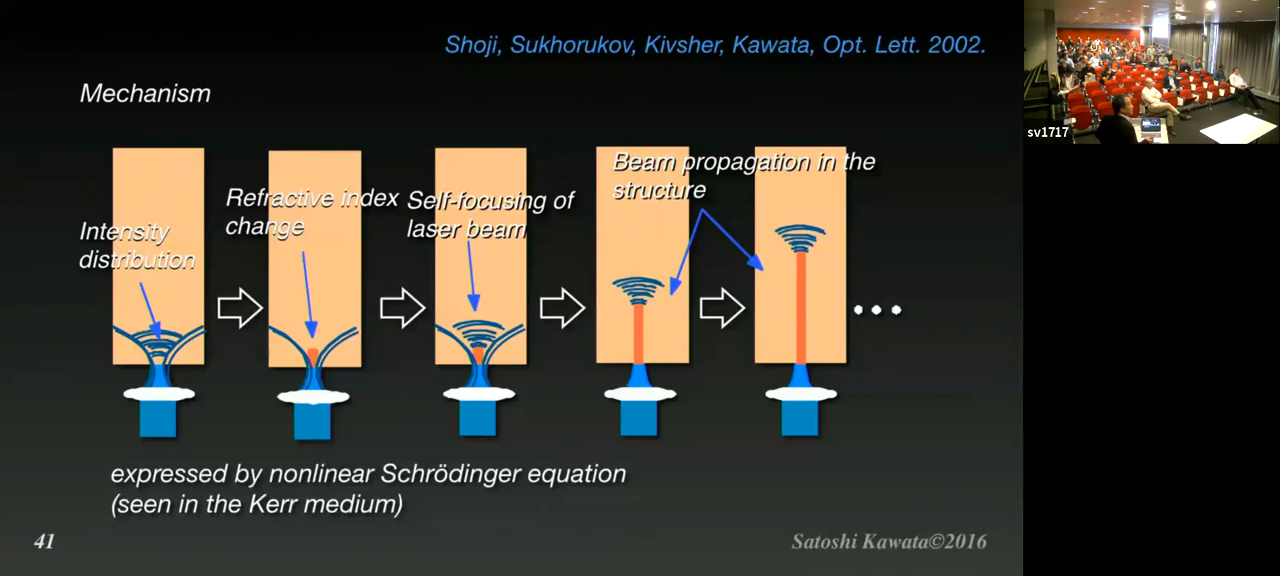 Shoji, Sukhorukov, Kivsher, Kawata, Opt. Lett. 2002.
sv1717
Mechanism
Beam propagation in the
structure
Refractive index
change
Self-focusing of
laser beam
Intensity
distribution
expressed by nonlinear Schrödinger equation
(seen in the Kerr medium)
41
Satoshi Kawata©2016